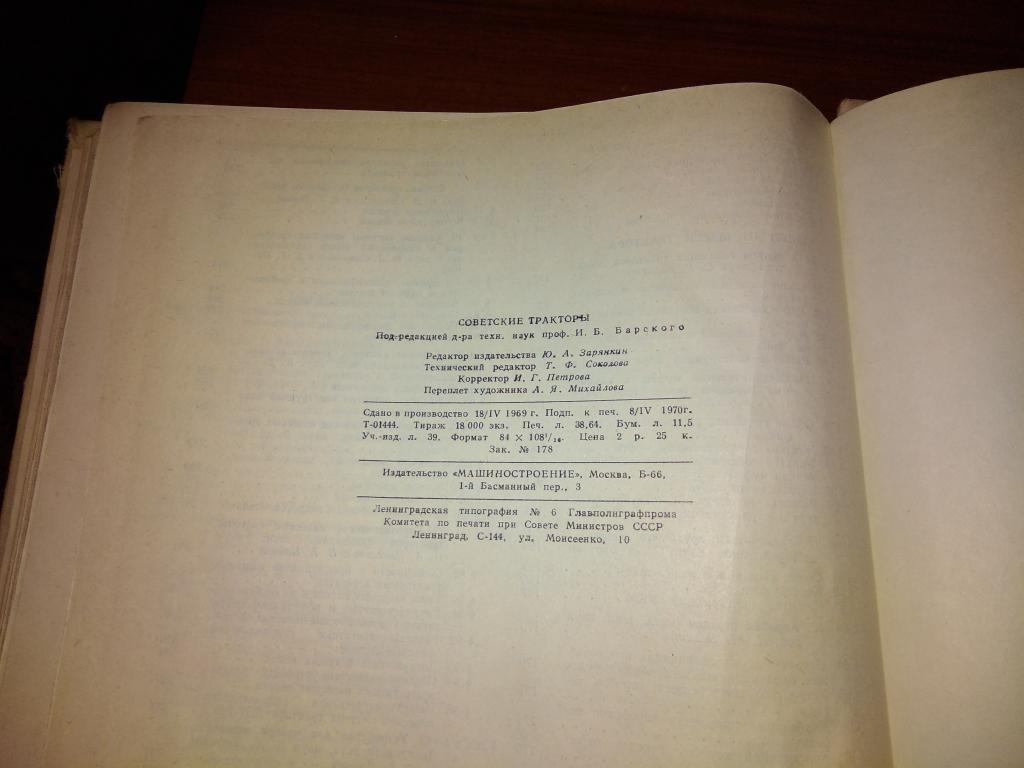 СОВЕТСКИЕ ТРАКТОРЫ
Под редакцией д-ра техн. наук проф. И. Б. Барского
Редактор издательства Ю. А. Зарянкин
Технический редактор Т. Ф. Соколова
Корректор И. Г. Петрова
Переплет художника А. Я. Михайлова
Сдано в производство 18/IV 1969 г. Подп. к печ. 8/IV 1970г.
Т-01444. Тираж 18 000 экз. Печ. л. 38,64. Бум. л. 11,5
Уч.-изд. л. 39. Формат 84 × 108¹/₁₆. Цена 2 р. 25 к.
Зак. № 178
Издательство «МАШИНОСТРОЕНИЕ», Москва, Б-66,
1-й Басманный пер., 3
Ленинградская типография № 6 Главполиграфпрома
Комитета по печати при Совете Министров СССР
Ленинград, С-144, ул. Моисеенко, 10